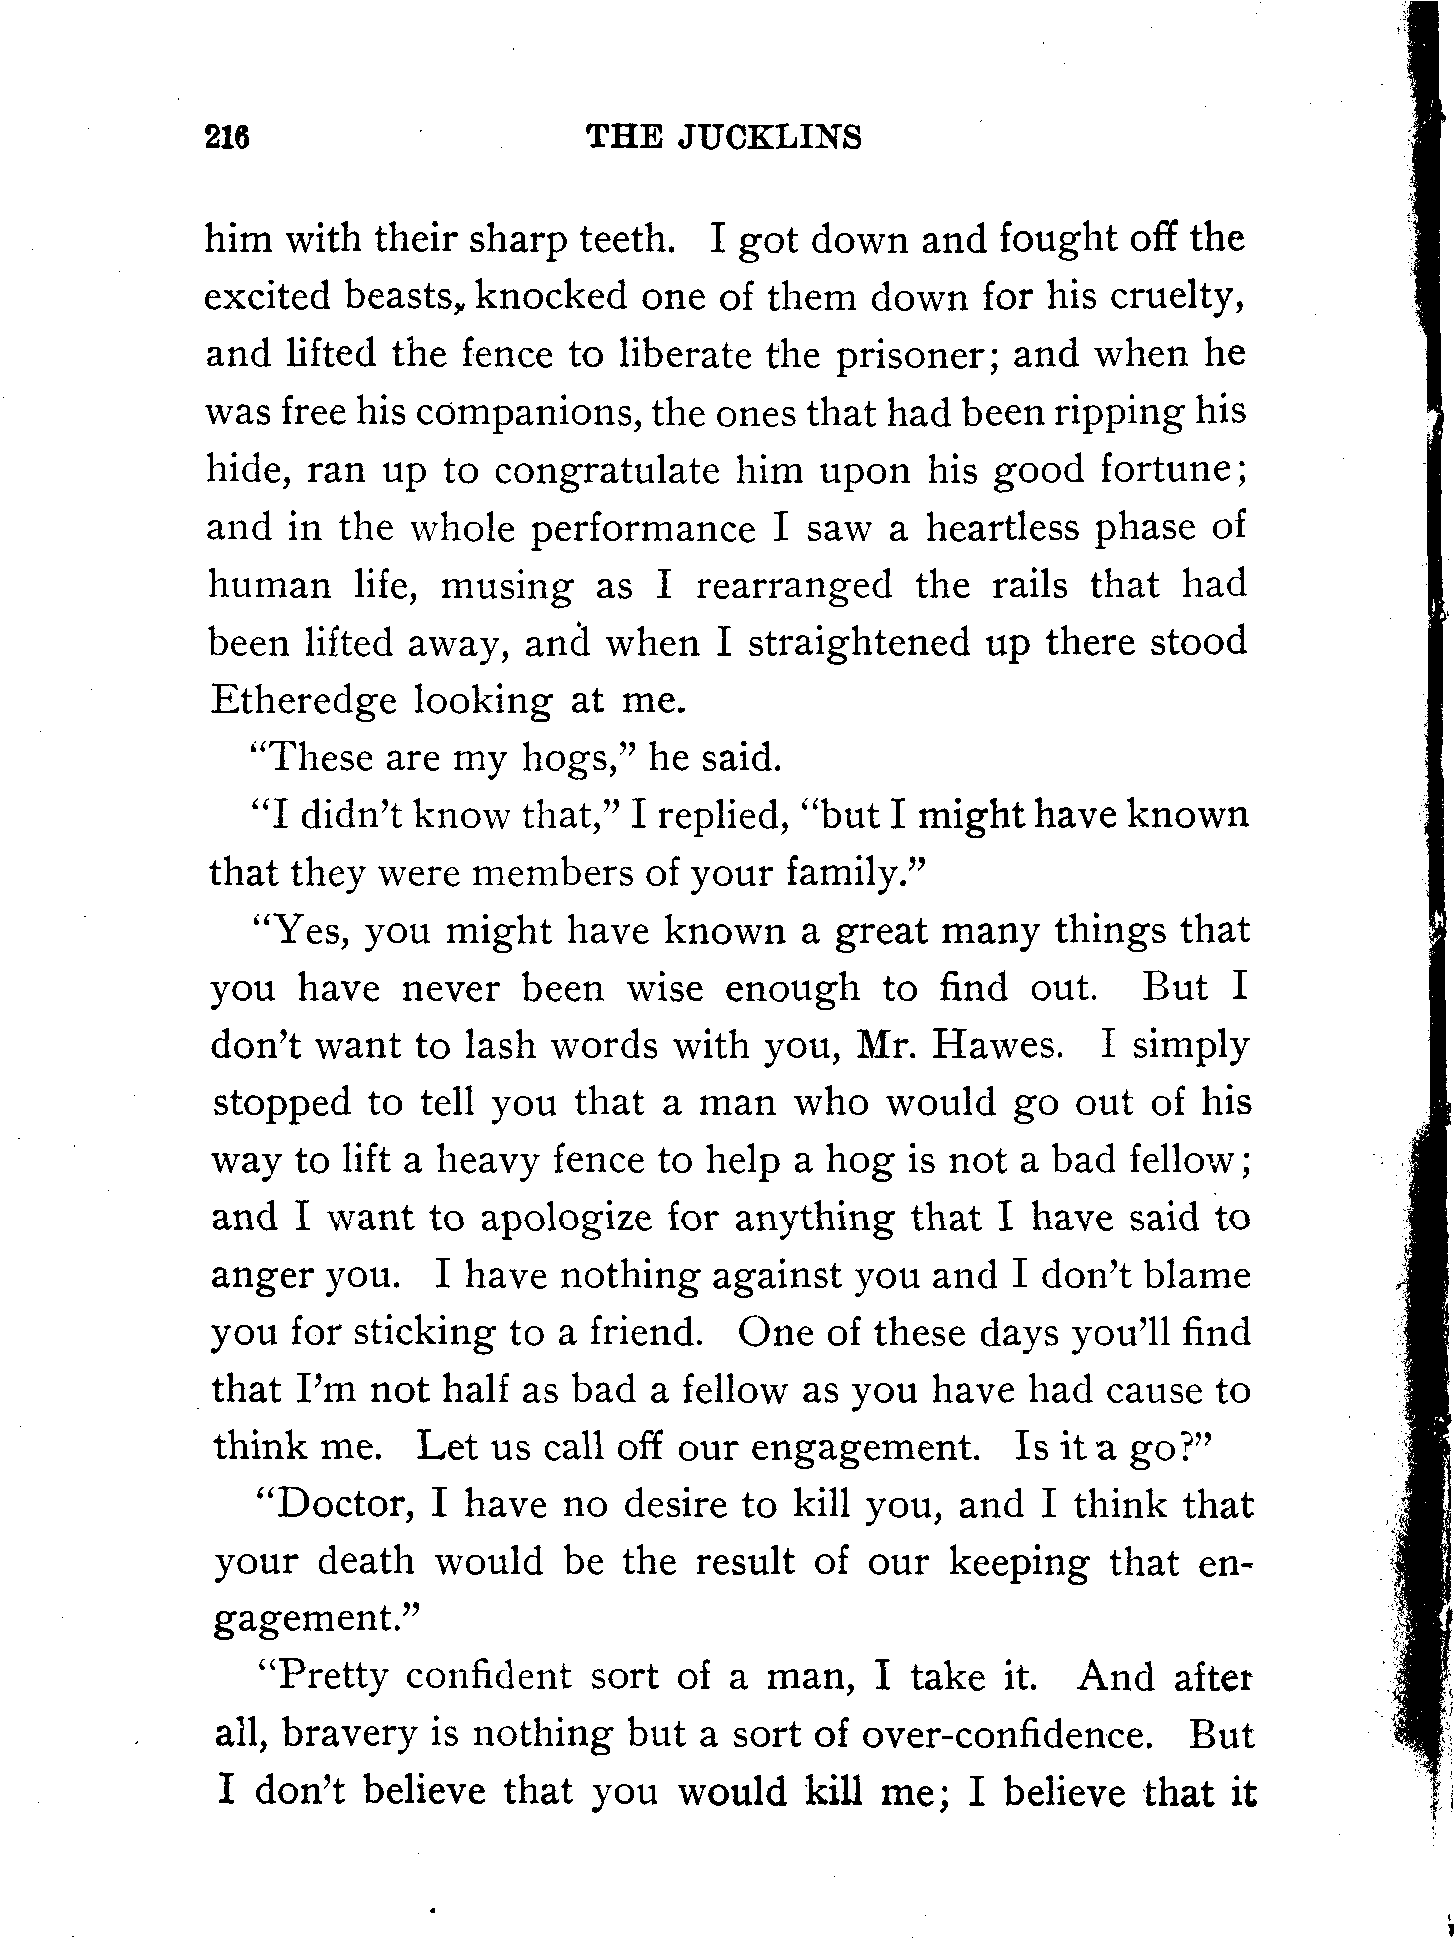 216 THE JUCKLINS
him with their sharp teeth. I got down and fought off the
excited beasts, knocked one of them down for his cruelty,
and lifted the fence to liberate the prisoner; and when he
was free his companions, the ones that had been ripping his
hide, ran up to congratulate him upon his good fortune;
and in the whole performance I saw a heartless phase of
human life, musing as I rearranged the rails that had
been lifted away, and when I straightened up there stood
Etheredge looking at me.
“These are my hogs,” he said.
“I didn’t know that,” I replied, “but I might have known
that they were members of your family.”
“Yes, you might have known a great many things that
you have never been wise enough to find out. But I
don’t want to lash words with you, Mr. Hawes. I simply
stopped to tell you that a man who would go out of his
way to lift a heavy fence to help a hog is not a bad fellow;
and I want to apologize for anything that I have said to
anger you. I have nothing against you and I don’t blame
you for sticking to a friend. One of these days you’ll find
that I’m not half as bad a fellow as you have had cause to
think me. Let us call off our engagement. Is it a go?”
“Doctor, I have no desire to kill you, and I think that
your death would be the result of our keeping that en-
gagement.”
“Pretty confident sort of a man, I take it. And after
all, bravery is nothing but a sort of over-confidence. But
I don’t believe that you would kill me; I believe that it